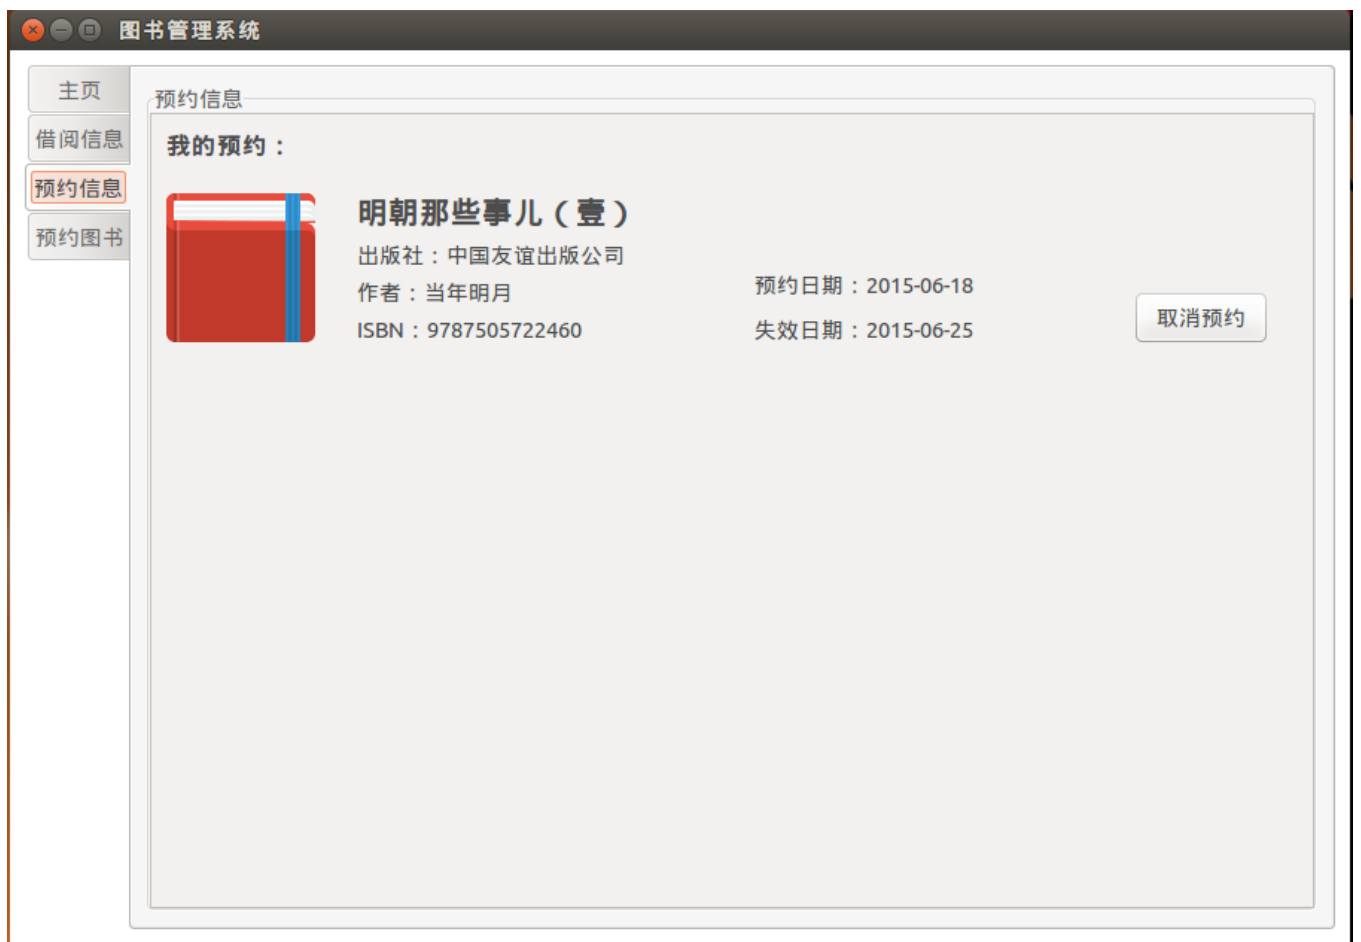 图书管理系统
主页
借阅信息
预约信息
预约图书
预约信息
我的预约：
明朝那些事儿（壹）
出版社：中国友谊出版公司
作者：当年明月
ISBN：9787505722460
预约日期：2015-06-18
失效日期：2015-06-25
取消预约